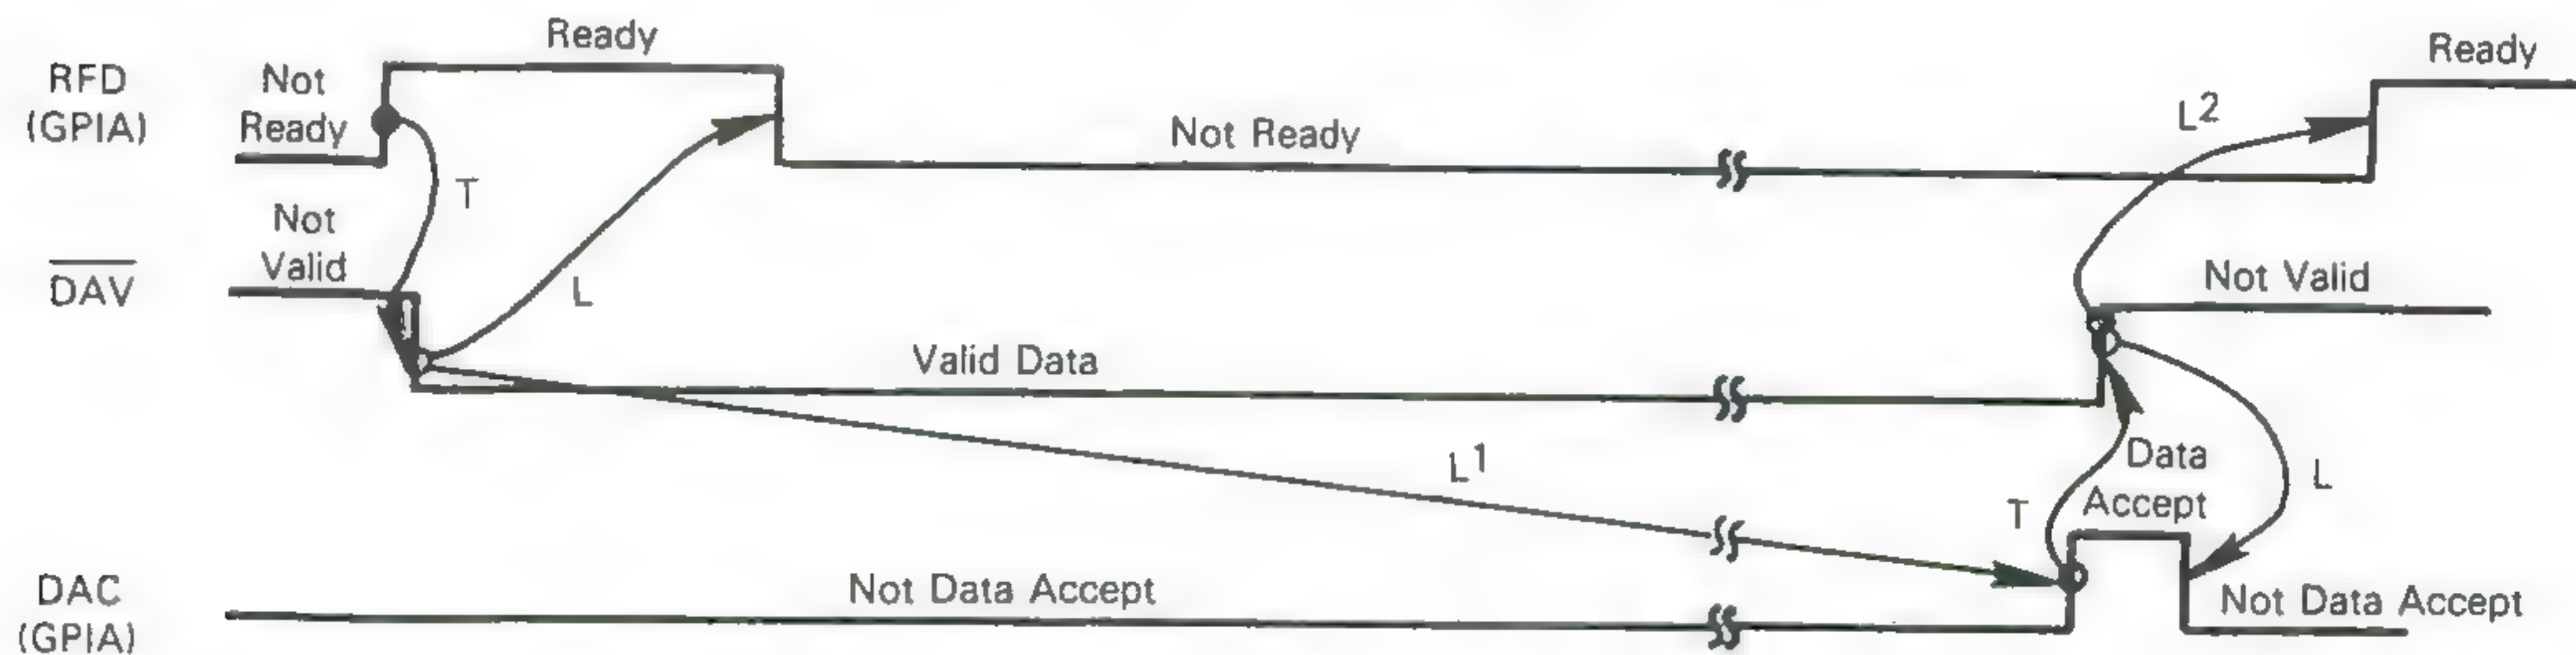 RFD
(GPIA)
Not
Ready
Ready
Not Ready
L2
Ready
T
Not
Valid
DAV
L
Valid Data
Not Valid
L1
Data
Accept
T
L
DAC
(GPIA)
Not Data Accept
Not Data Accept